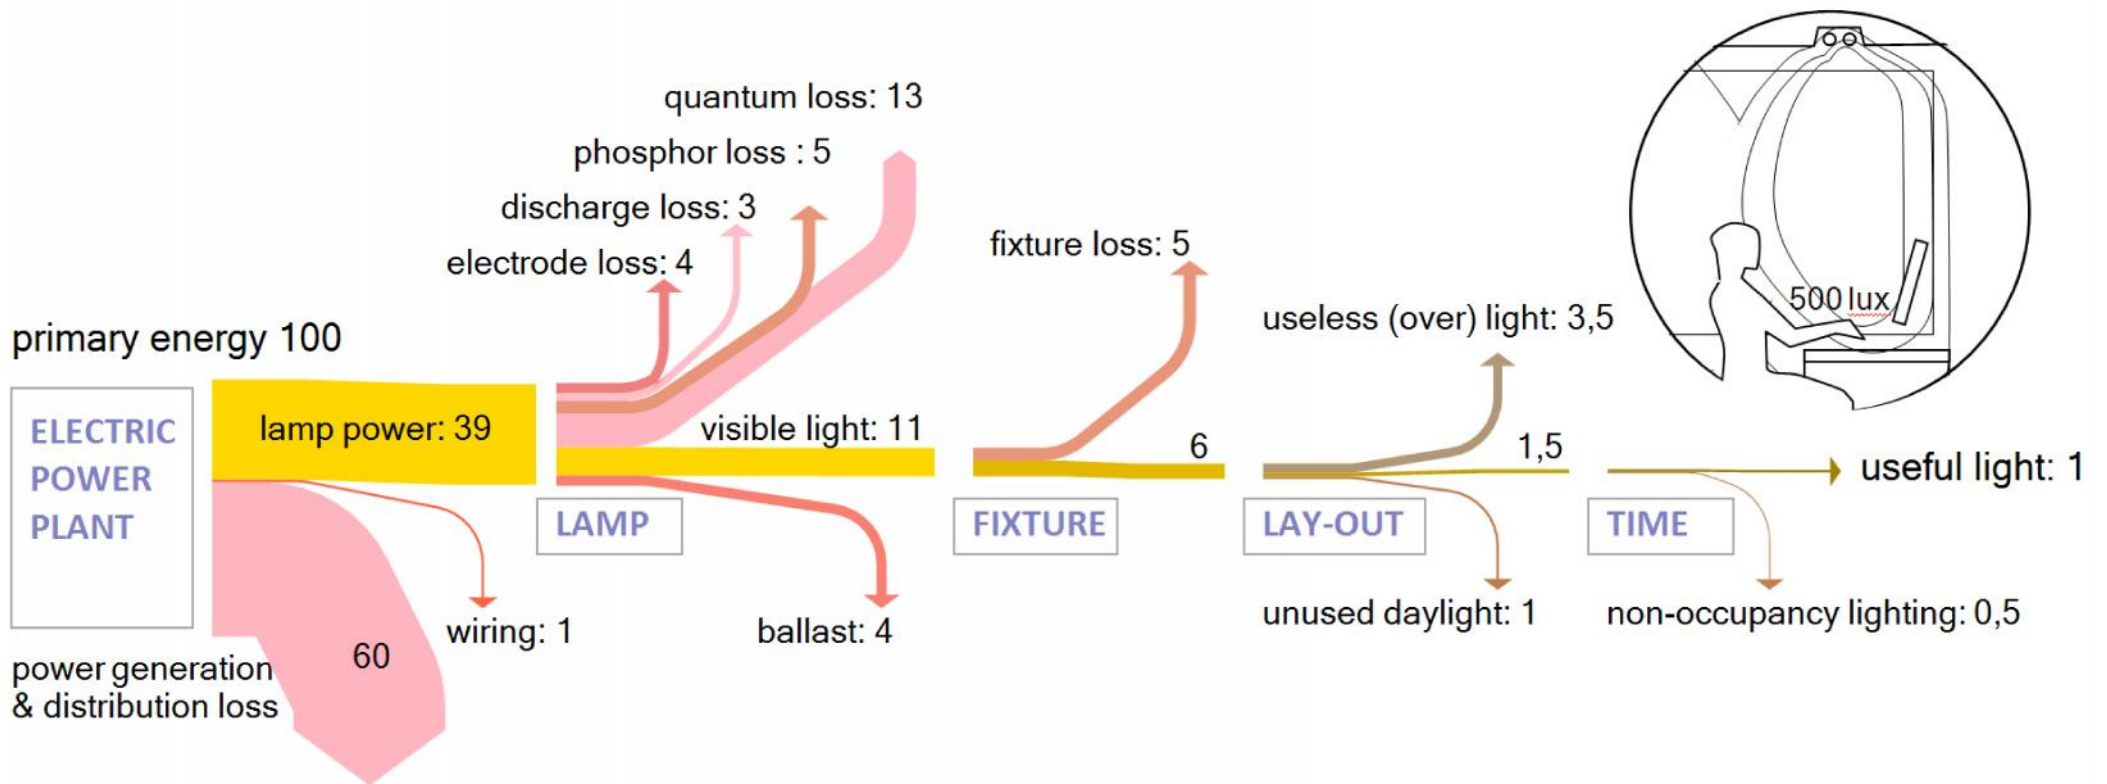 quantum loss: 13
phosphor loss : 5
discharge loss: 3
electrode loss: 4
fixture loss: 5
500 lux
useless (over) light: 3,5
primary energy 100
ELECTRIC
POWER
PLANT
lamp power: 39
visible light: 11
6
1,5
useful light: 1
LAMP
FIXTURE
LAY-OUT
TIME
wiring: 1
ballast: 4
unused daylight: 1
non-occupancy lighting: 0,5
60
power generation
& distribution loss